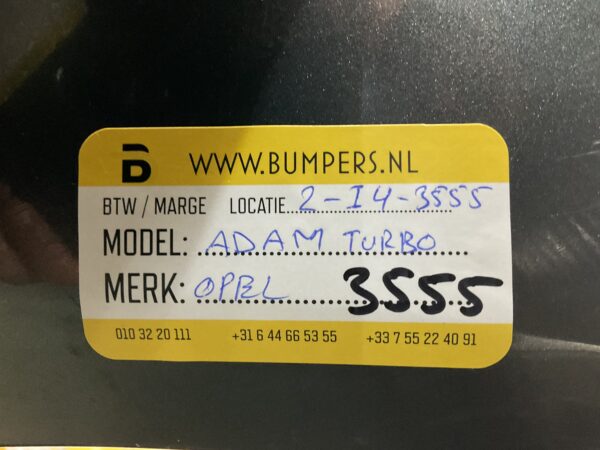 WWW.BUMPERS.NL
BTW / MARGE LOCATIE 2-I4-3555
MODEL: ADAM TURBO
MERK: OPEL 3555
010 32 20 111 +31 6 44 66 53 55 +33 7 55 22 40 91